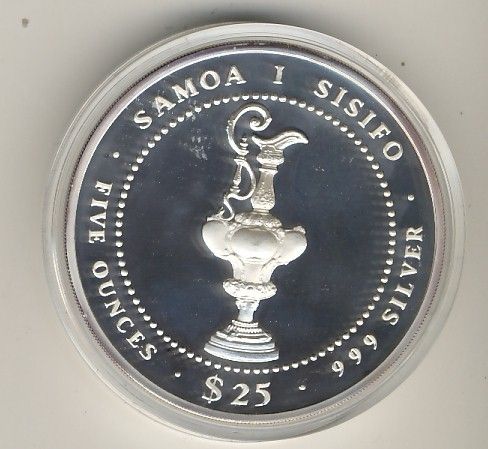 SAMOA I SISIFO
· FIVE OUNCES · $25 · 999 SILVER ·